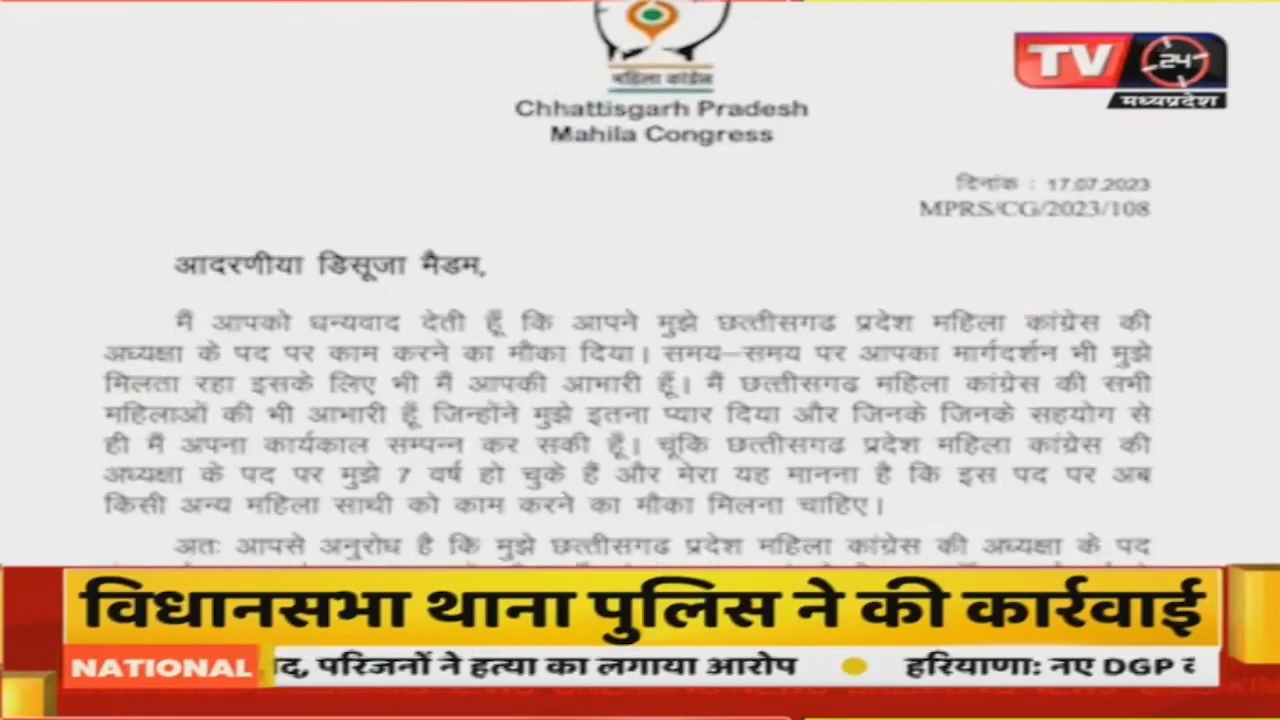 महिला कांग्रेस
Chhattisgarh Pradesh
Mahila Congress
TV 24
मध्यप्रदेश
दिनांक : 17.07.2023
MPRS/CG/2023/108
आदरणीया डिसूजा मैडम,
मैं आपको धन्यवाद देती हूँ कि आपने मुझे छत्तीसगढ प्रदेश महिला कांग्रेस की
अध्यक्षा के पद पर काम करने का मौका दिया। समय–समय पर आपका मार्गदर्शन भी मुझे
मिलता रहा इसके लिए भी मैं आपकी आभारी हूँ। मैं छत्तीसगढ महिला कांग्रेस की सभी
महिलाओं की भी आभारी हूँ जिन्होंने मुझे इतना प्यार दिया और जिनके जिनके सहयोग से
ही मैं अपना कार्यकाल सम्पन्न कर सकी हूँ। चूंकि छत्तीसगढ प्रदेश महिला कांग्रेस की
अध्यक्षा के पद पर मुझे 7 वर्ष हो चुके हैं और मेरा यह मानना है कि इस पद पर अब
किसी अन्य महिला साथी को काम करने का मौका मिलना चाहिए।
अतः आपसे अनुरोध है कि मुझे छत्तीसगढ प्रदेश महिला कांग्रेस की अध्यक्षा के पद
विधानसभा थाना पुलिस ने की कार्रवाई
NATIONAL
परिजनों ने हत्या का लगाया आरोप
हरियाणा: नए DGP